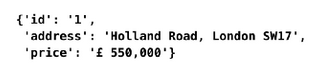 {'id': '1',
'address': 'Holland Road, London SW17',
'price': '£ 550,000'}